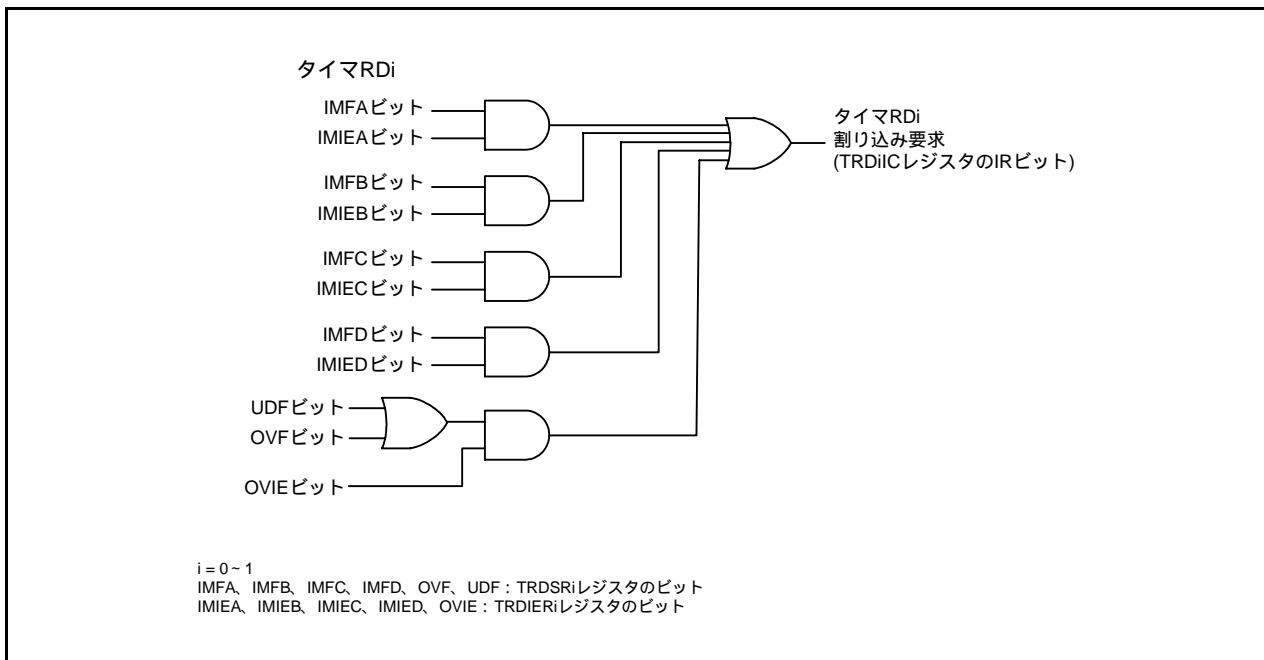 タイマRDi
IMFAビット
IMIEAビット
IMFBビット
IMIEBビット
IMFCビット
IMIECビット
IMFDビット
IMIEDビット
UDFビット
OVFビット
OVIEビット
タイマRDi
割り込み要求
(TRDiICレジスタのIRビット)
i = 0 ~ 1
IMFA、IMFB、IMFC、IMFD、OVF、UDF : TRDSRiレジスタのビット
IMIEA、IMIEB、IMIEC、IMIED、OVIE : TRDIERiレジスタのビット